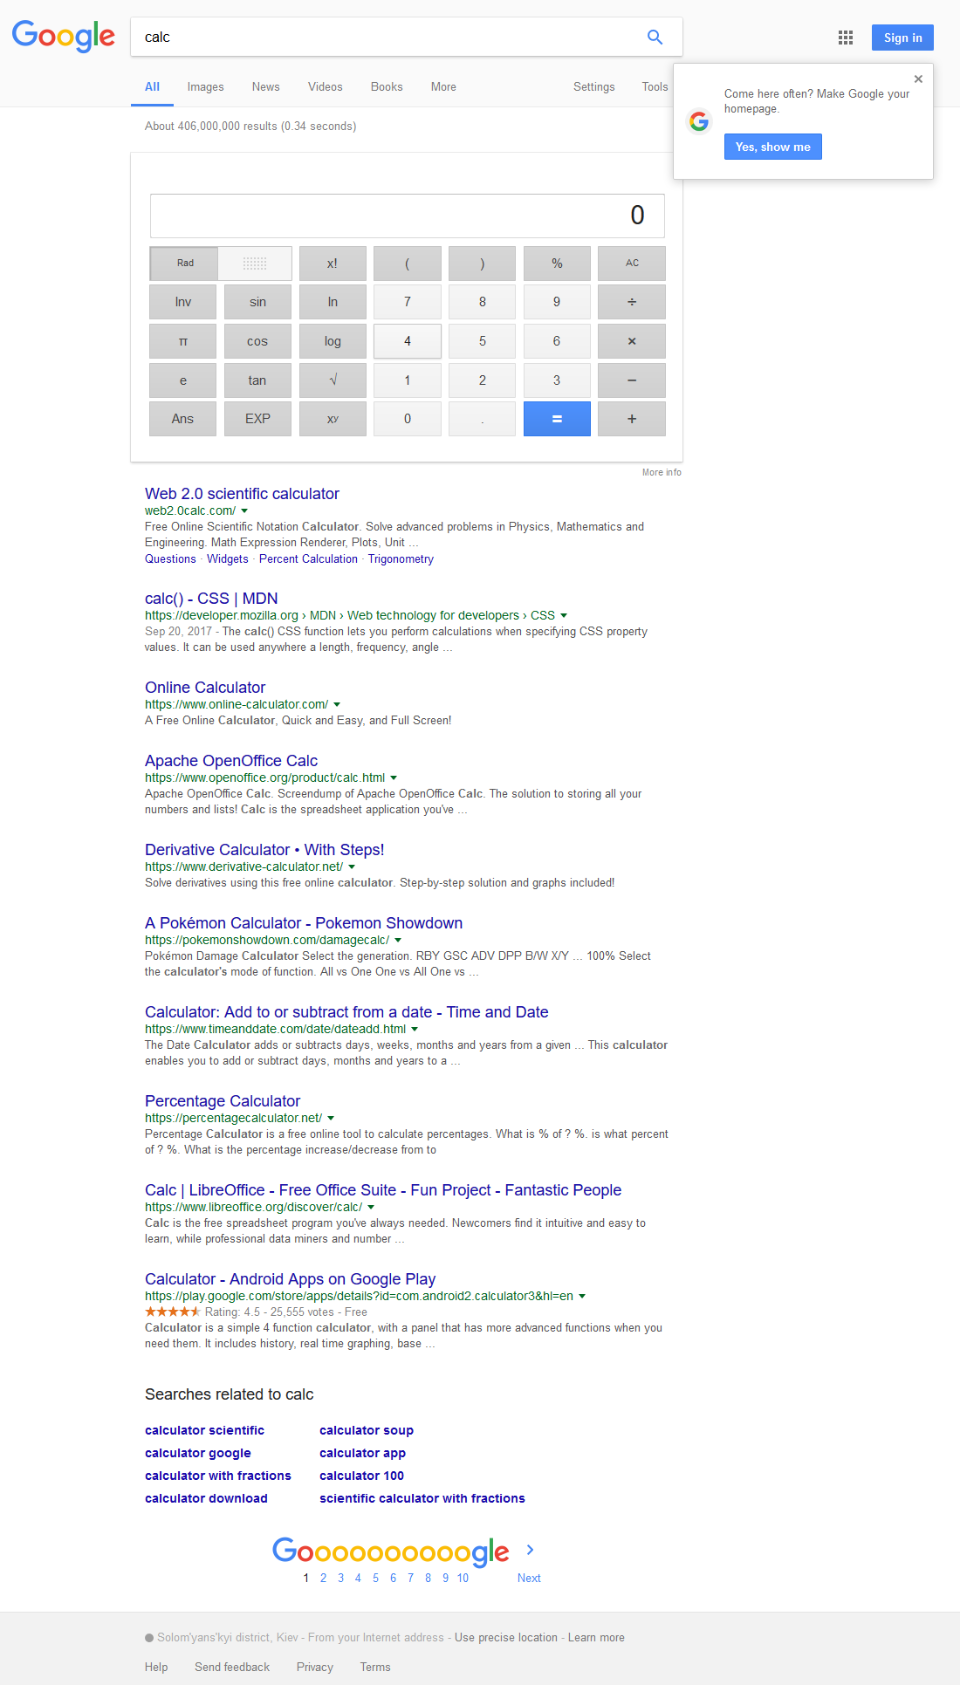 Google
calc
Sign in
All Images News Videos Books More Settings Tools
Come here often? Make Google your
homepage.
Yes, show me
About 406,000,000 results (0.34 seconds)
0
Rad x! ( ) % AC
Inv sin ln 7 8 9 ÷
π cos log 4 5 6 ×
e tan √ 1 2 3 −
Ans EXP xy 0 . = +
More info
Web 2.0 scientific calculator
web2.0calc.com/
Free Online Scientific Notation Calculator. Solve advanced problems in Physics, Mathematics and
Engineering. Math Expression Renderer, Plots, Unit ...
Questions · Widgets · Percent Calculation · Trigonometry
calc() - CSS | MDN
https://developer.mozilla.org › MDN › Web technology for developers › CSS
Sep 20, 2017 - The calc() CSS function lets you perform calculations when specifying CSS property
values. It can be used anywhere a length, frequency, angle ...
Online Calculator
https://www.online-calculator.com/
A Free Online Calculator, Quick and Easy, and Full Screen!
Apache OpenOffice Calc
https://www.openoffice.org/product/calc.html
Apache OpenOffice Calc. Screendump of Apache OpenOffice Calc. The solution to storing all your
numbers and lists! Calc is the spreadsheet application you've ...
Derivative Calculator • With Steps!
https://www.derivative-calculator.net/
Solve derivatives using this free online calculator. Step-by-step solution and graphs included!
A Pokémon Calculator - Pokemon Showdown
https://pokemonshowdown.com/damagecalc/
Pokémon Damage Calculator Select the generation. RBY GSC ADV DPP B/W X/Y ... 100% Select
the calculator's mode of function. All vs One One vs All One vs ...
Calculator: Add to or subtract from a date - Time and Date
https://www.timeanddate.com/date/dateadd.html
The Date Calculator adds or subtracts days, weeks, months and years from a given ... This calculator
enables you to add or subtract days, months and years to a ...
Percentage Calculator
https://percentagecalculator.net/
Percentage Calculator is a free online tool to calculate percentages. What is % of ? %. is what percent
of ? %. What is the percentage increase/decrease from to
Calc | LibreOffice - Free Office Suite - Fun Project - Fantastic People
https://www.libreoffice.org/discover/calc/
Calc is the free spreadsheet program you've always needed. Newcomers find it intuitive and easy to
learn, while professional data miners and number ...
Calculator - Android Apps on Google Play
https://play.google.com/store/apps/details?id=com.android2.calculator3&hl=en
Rating: 4.5 - 25,555 votes - Free
Calculator is a simple 4 function calculator, with a panel that has more advanced functions when you
need them. It includes history, real time graphing, base ...
Searches related to calc
calculator scientific calculator soup
calculator google calculator app
calculator with fractions calculator 100
calculator download scientific calculator with fractions
Goooooooooogle
1 2 3 4 5 6 7 8 9 10 Next
Solom'yans'kyi district, Kiev - From your Internet address - Use precise location - Learn more
Help Send feedback Privacy Terms